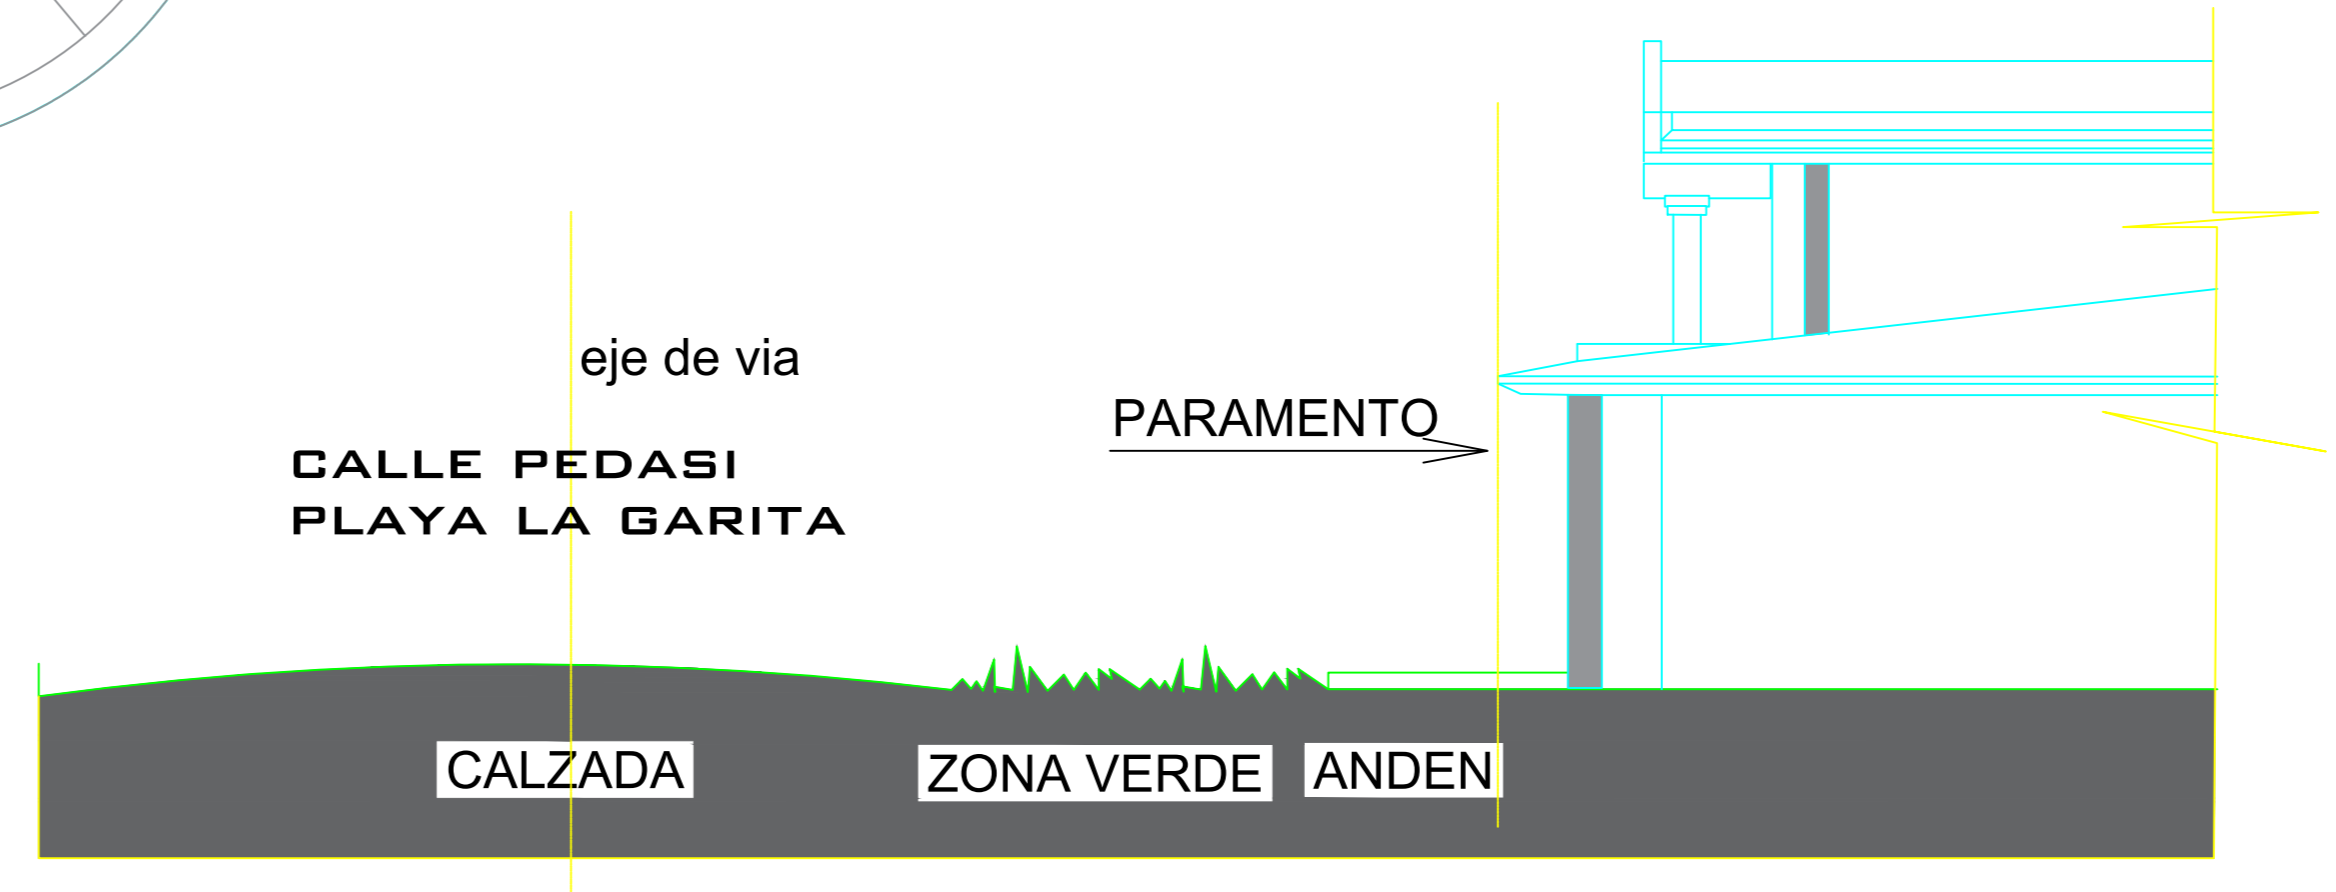 eje de via
PARAMENTO
CALLE PEDASI
PLAYA LA GARITA
CALZADA
ZONA VERDE
ANDEN